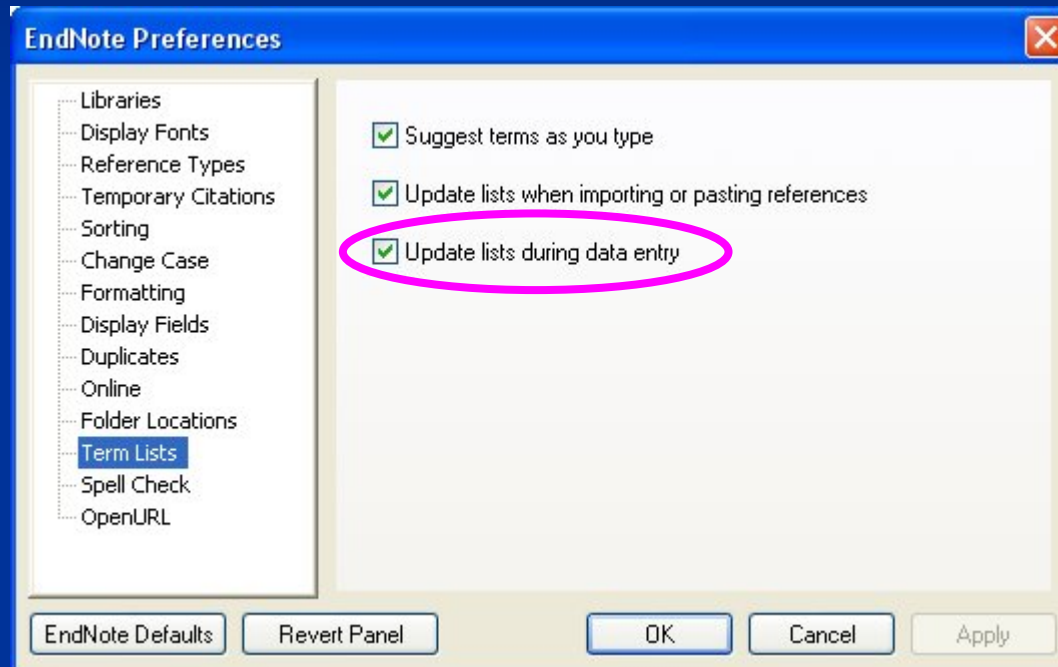 EndNote Preferences
Libraries
Display Fonts
Reference Types
Temporary Citations
Sorting
Change Case
Formatting
Display Fields
Duplicates
Online
Folder Locations
Term Lists
Spell Check
OpenURL
Suggest terms as you type
Update lists when importing or pasting references
Update lists during data entry
EndNote Defaults
Revert Panel
OK
Cancel
Apply